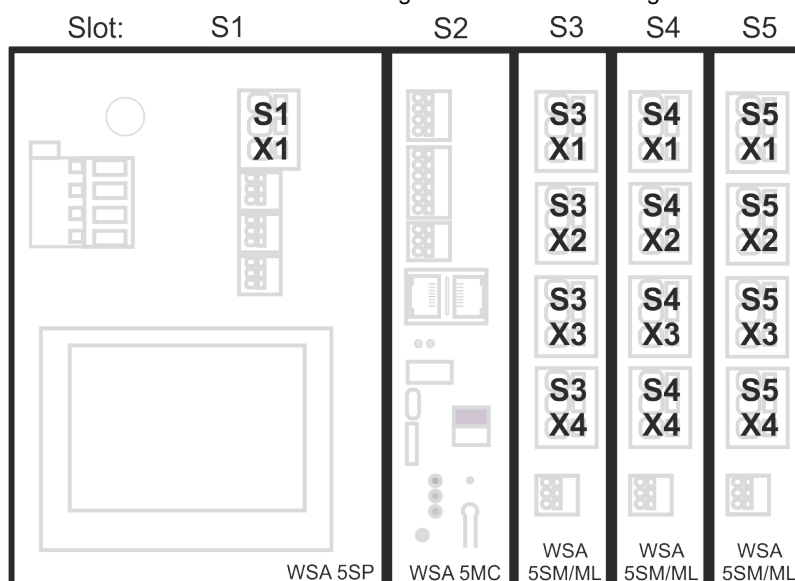 Slot: S1 S2 S3 S4 S5
S1 S3 S4 S5
X1 X1 X1 X1
S3 S4 S5
X2 X2 X2
S3 S4 S5
X3 X3 X3
S3 S4 S5
X4 X4 X4
WSA WSA WSA
WSA 5SP WSA 5MC 5SM/ML 5SM/ML 5SM/ML